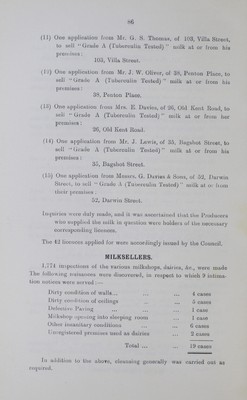 86
(11) One application from Mr. G. S. Thomas, of 103, Villa Street,
to sell "Grade A (Tuberculin Tested)" milk at or from his
premises:
103, Villa Street.
(12) One application from Mr. J. W. Oliver, of 39, Penton Place, to
sell "Grade A (Tuberculin Tested)" milk at or from his
premises:
39, Penton Place.
(13) One application from Mrs. E. Davies, of 26, Old Kent Road, to
sell "Grade A (Tuberculin Tested)" milk at or from her
premises:
26, Old Kent Road.
(14) One application from Mr. J. Lewis, of 35, Bagshot Street, to
sell "Grade A (Tuberculin Tested)" milk at or from his
premises:
35, Bagshot Street.
(15) One application from Messrs. G. Davies & Sons, of 52, Darwin
Street, to sell "Grade A (Tuberculin Tested)" milk at or from
their premises:
52, Darwin Street.
Inquiries were duly made, and it was ascertained that the Producers
who supplied the milk in question were holders of the necessary
corresponding licences.
The 42 licences applied for were accordingly issued by the Council.
MILKSELLERS.
1,174 inspections of the various milkshops, dairies, &c., were made
The following nuisances were discovered, in respect to which 9 intima-
tion notices were served:—
Dirty condition of walls... ... ... 4 cases
Dirty condition of ceilings ... ... 5 cases
Defective Paving ... ... ... 1 case
Milkshop opening into sleeping room ... 1 case
Other insanitary conditions ... ... 6 cases
Unregistered premises used as dairies ... 2 cases
Total ... ... 19 cases
In addition to the above, cleansing generally was carried out as
required.